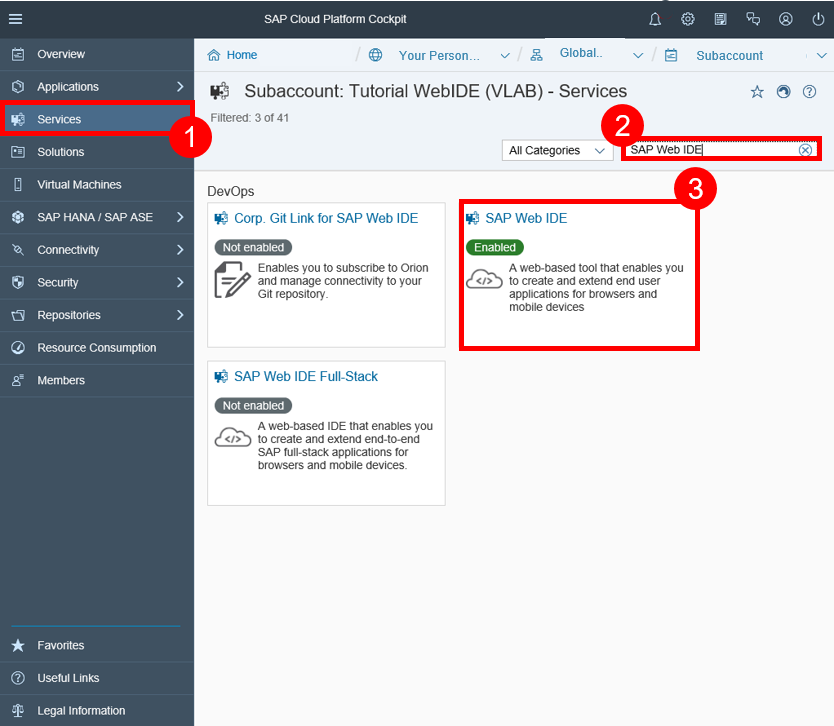 SAP Cloud Platform Cockpit
Overview
Applications
Services
1
Solutions
Virtual Machines
SAP HANA / SAP ASE
Connectivity
Security
Repositories
Resource Consumption
Members
Favorites
Useful Links
Legal Information
Home / Your Person... / Global.. / Subaccount
Subaccount: Tutorial WebIDE (VLAB) - Services
Filtered: 3 of 41
All Categories
2
SAP Web IDE
3
DevOps
Corp. Git Link for SAP Web IDE
Not enabled
Enables you to subscribe to Orion
and manage connectivity to your
Git repository.
SAP Web IDE
Enabled
A web-based tool that enables you
to create and extend end user
applications for browsers and
mobile devices
SAP Web IDE Full-Stack
Not enabled
A web-based IDE that enables you
to create and extend end-to-end
SAP full-stack applications for
browsers and mobile devices.